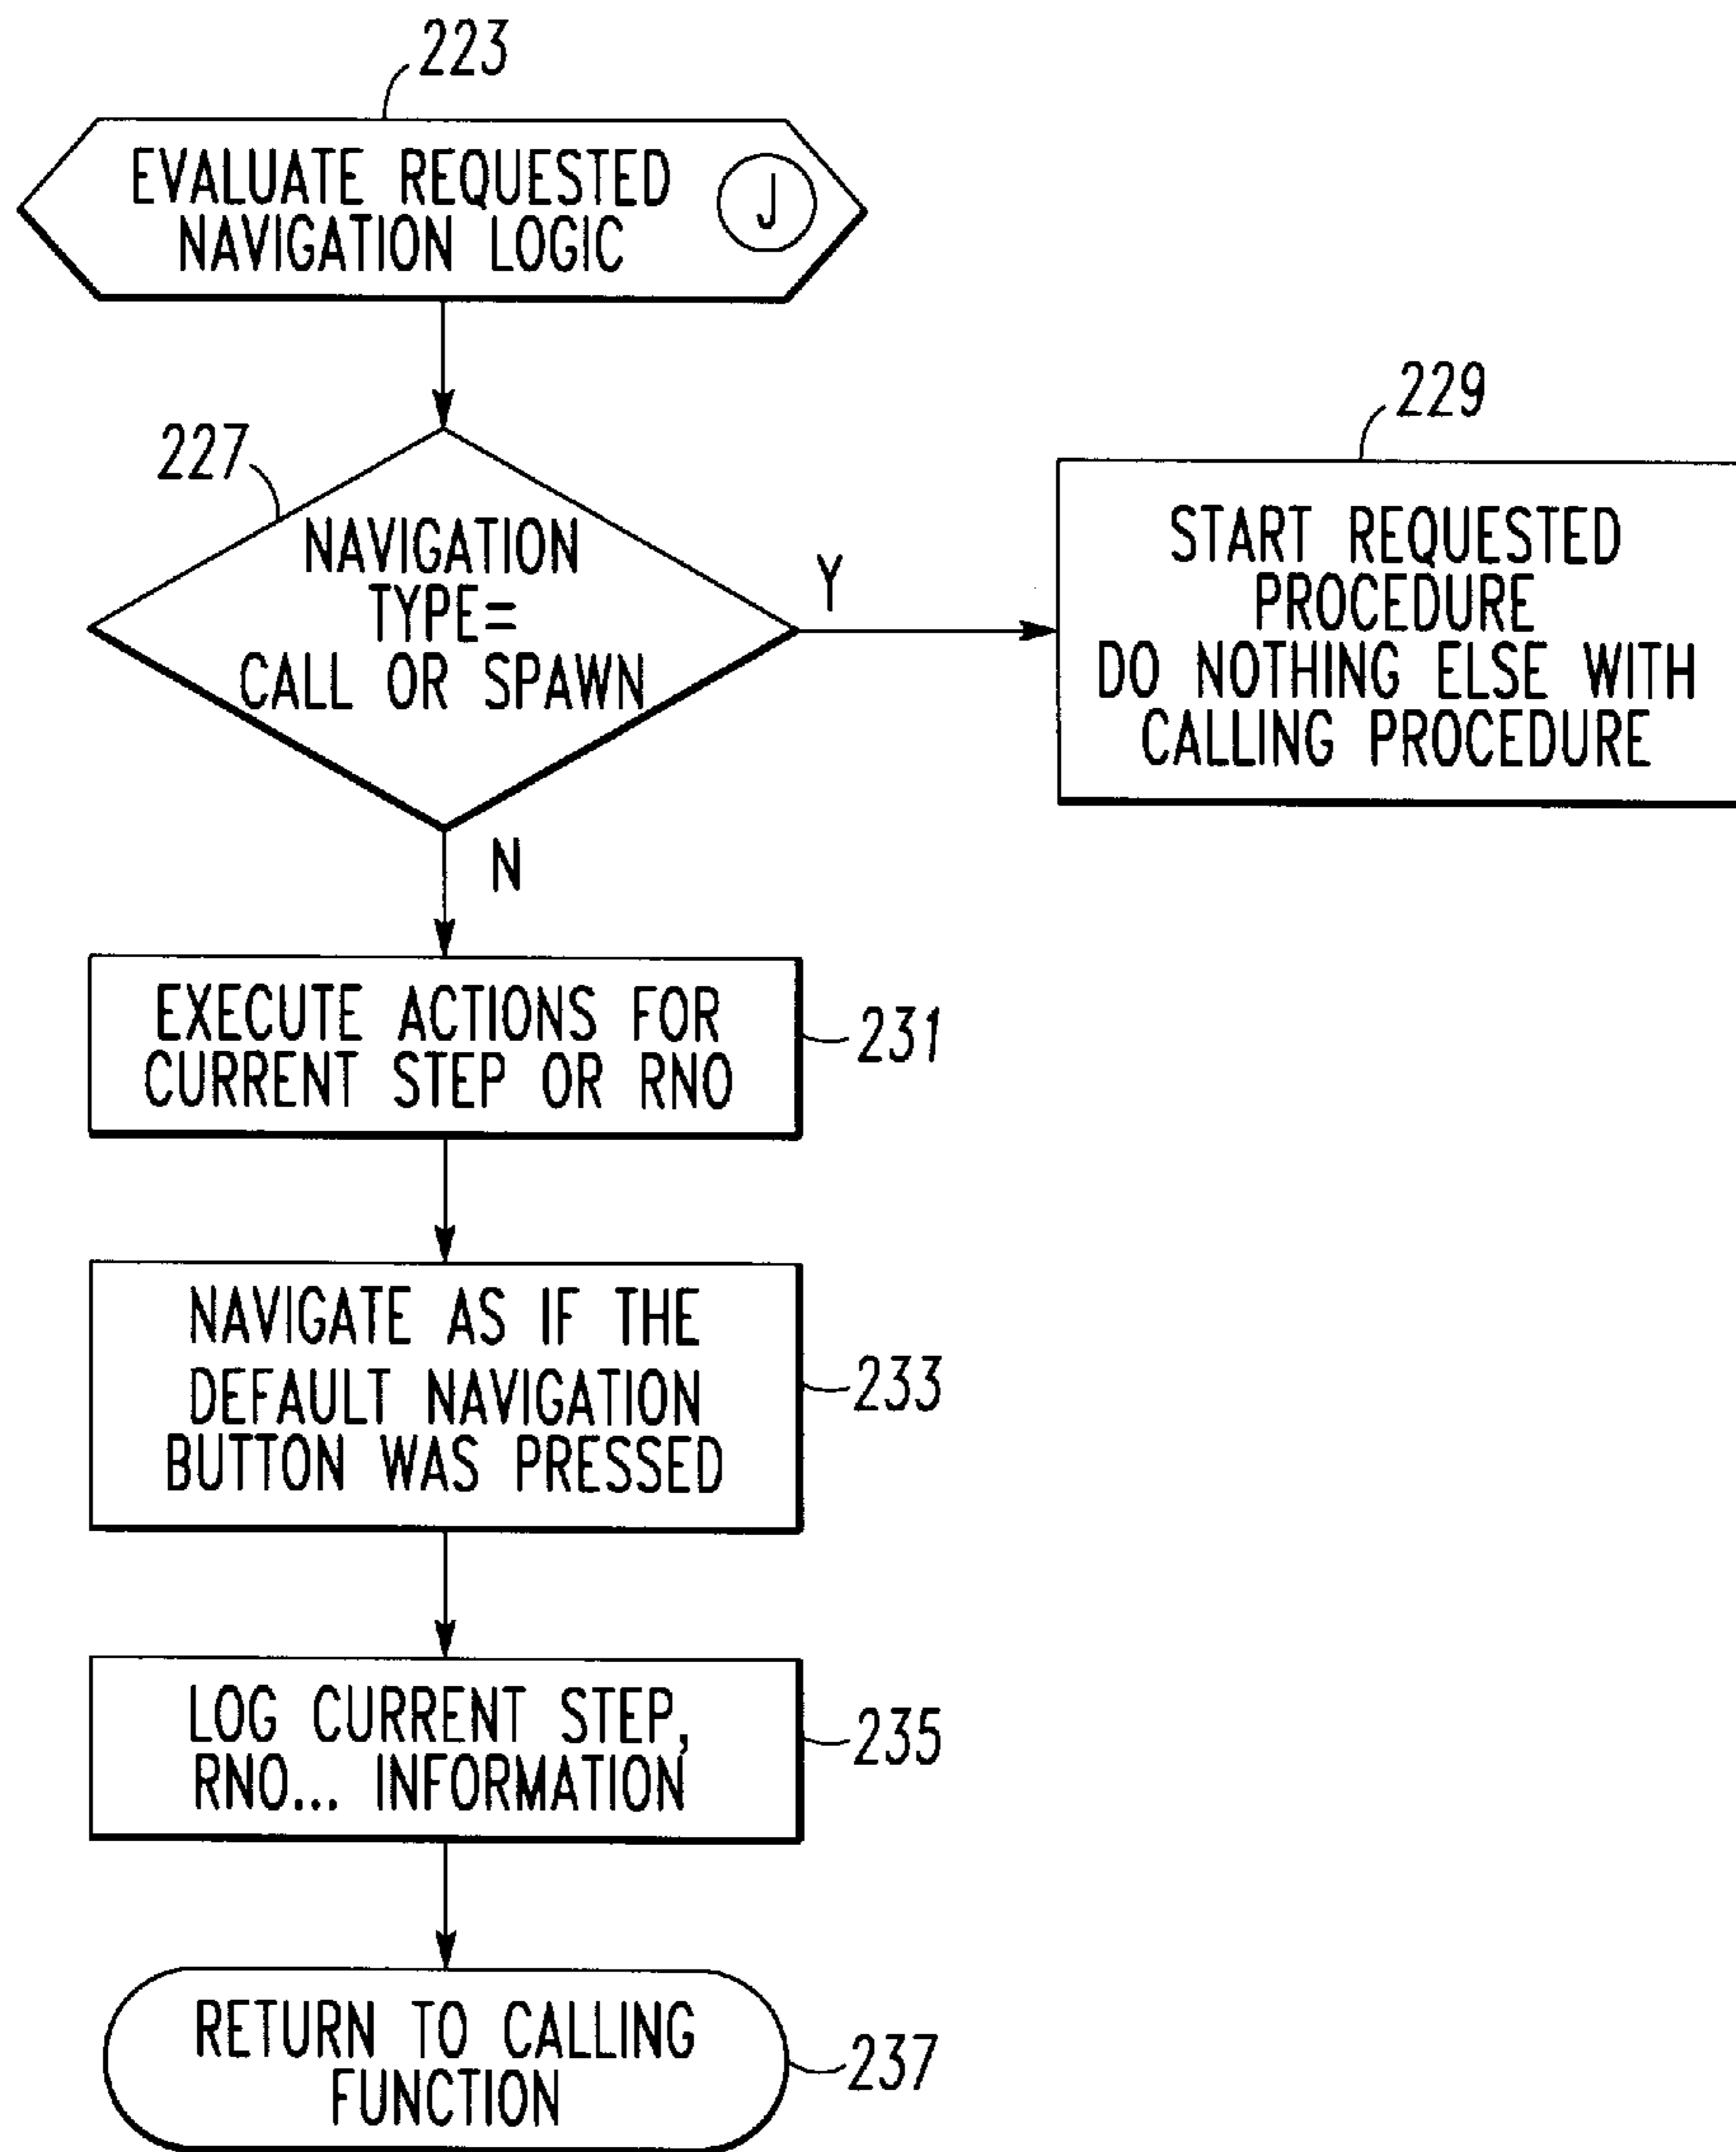 223
EVALUATE REQUESTED
NAVIGATION LOGIC
J
227
NAVIGATION
TYPE=
CALL OR SPAWN
Y
N
229
START REQUESTED
PROCEDURE
DO NOTHING ELSE WITH
CALLING PROCEDURE
EXECUTE ACTIONS FOR
CURRENT STEP OR RNO
231
NAVIGATE AS IF THE
DEFAULT NAVIGATION
BUTTON WAS PRESSED
233
LOG CURRENT STEP,
RNO... INFORMATION
235
RETURN TO CALLING
FUNCTION
237